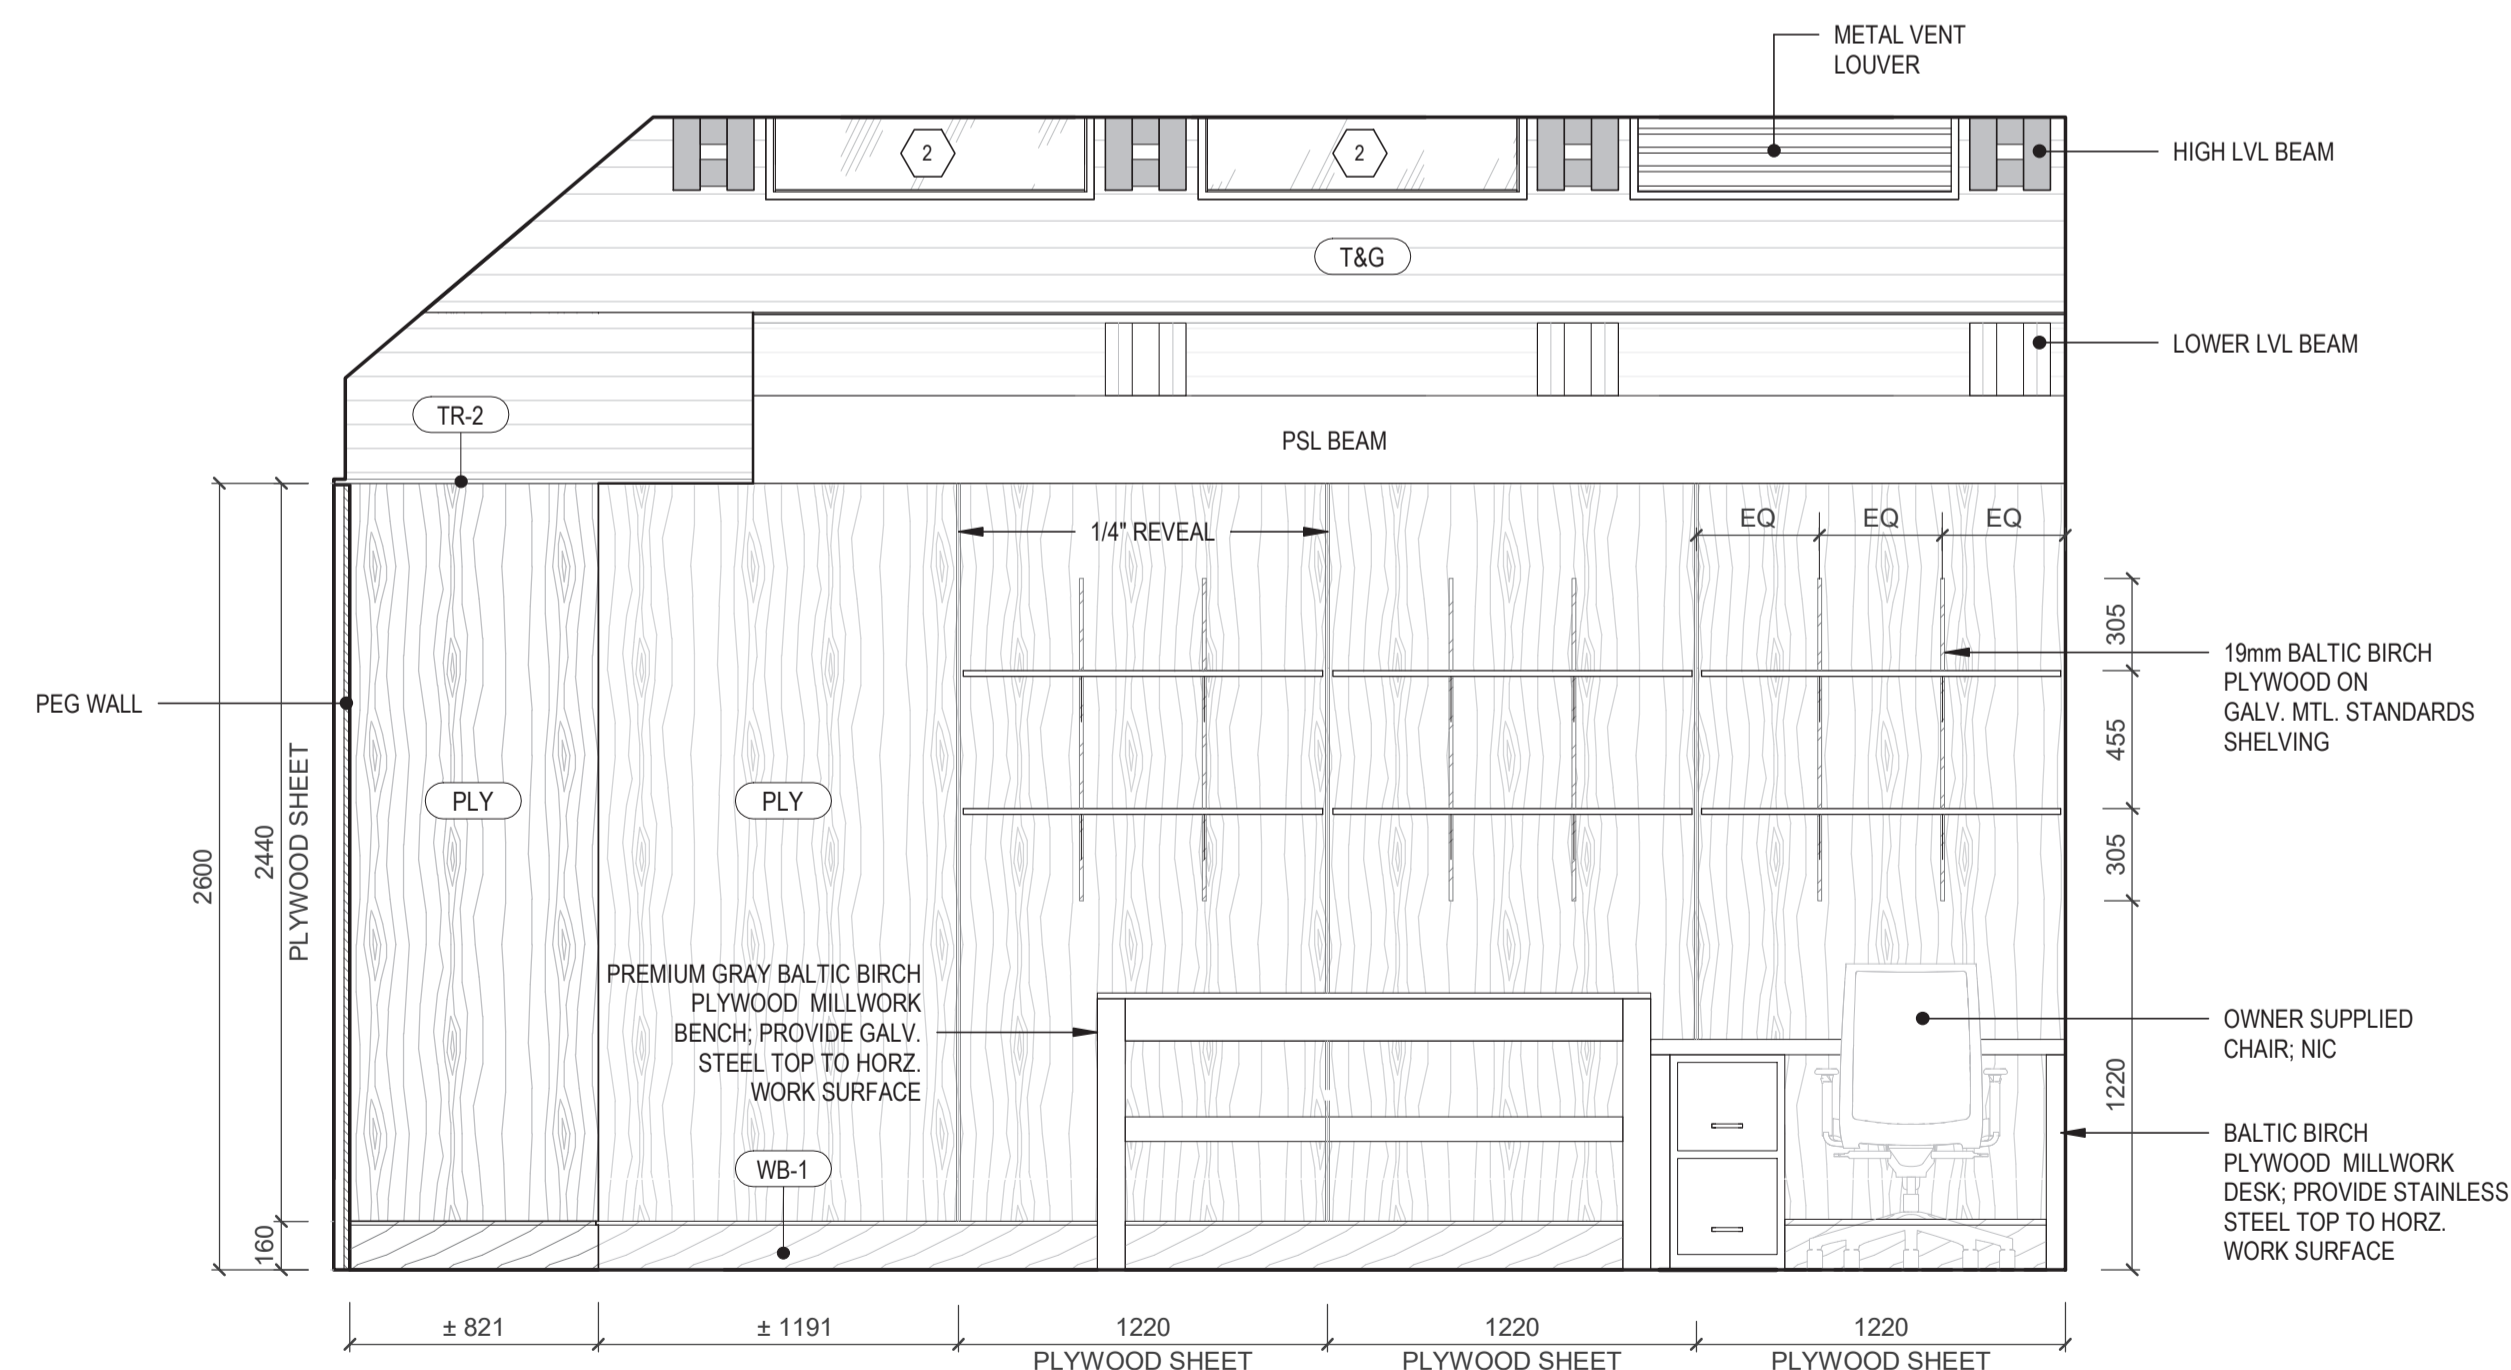 METAL VENT
LOUVER
2
2
HIGH LVL BEAM
T&G
LOWER LVL BEAM
TR-2
PSL BEAM
1/4" REVEAL
EQ
EQ
EQ
305
19mm BALTIC BIRCH
PLYWOOD ON
GALV. MTL. STANDARDS
SHELVING
PEG WALL
455
PLY
PLY
2600
2440
PLYWOOD SHEET
305
PREMIUM GRAY BALTIC BIRCH
PLYWOOD MILLWORK
BENCH; PROVIDE GALV.
STEEL TOP TO HORZ.
WORK SURFACE
OWNER SUPPLIED
CHAIR; NIC
1220
BALTIC BIRCH
PLYWOOD MILLWORK
DESK; PROVIDE STAINLESS
STEEL TOP TO HORZ.
WORK SURFACE
WB-1
160
± 821
± 1191
1220
1220
1220
PLYWOOD SHEET
PLYWOOD SHEET
PLYWOOD SHEET